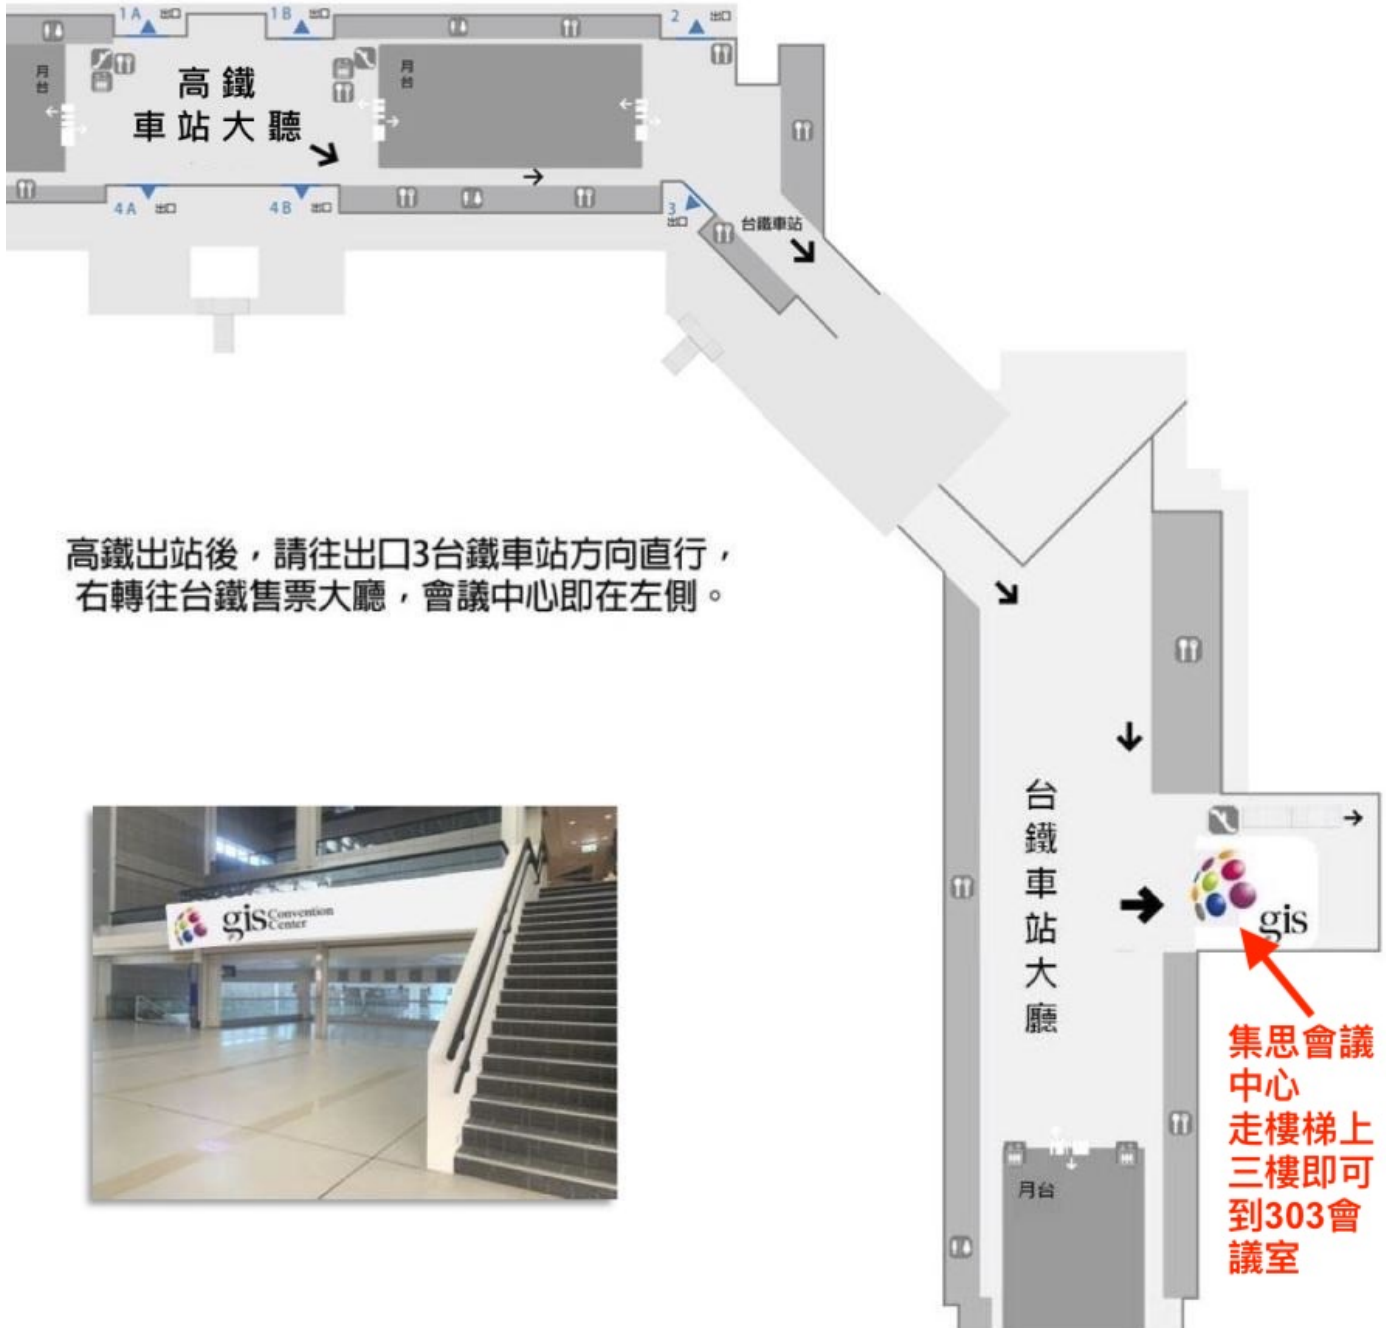 1A 出口
1B 出口
2 出口
月台
高鐵
車站大聽
月台
4A 出口
4B 出口
3 出口
台鐵車站
高鐵出站後，請往出口3台鐵車站方向直行，
右轉往台鐵售票大廳，會議中心即在左側。
gis Convention
Center
台鐵車站大廳
gis
集思會議
中心
走樓梯上
三樓即可
到303會
議室
月台